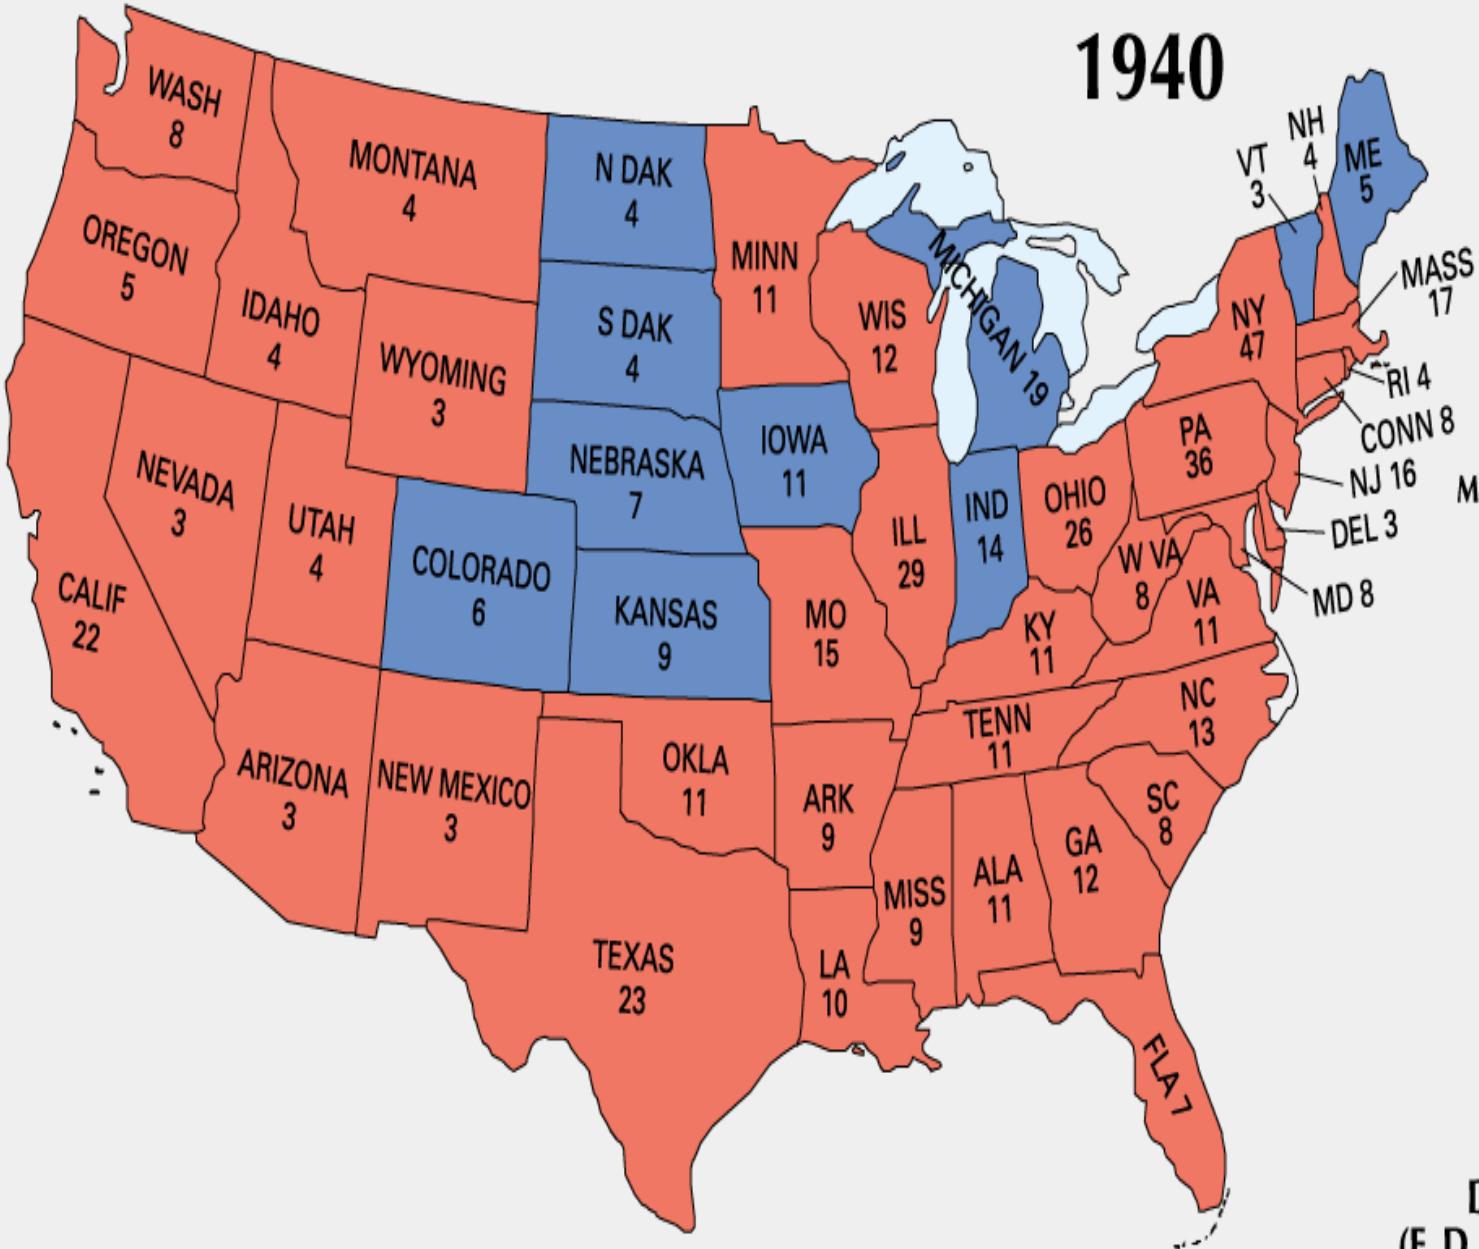 1940
WASH
8
OREGON
5
CALIF
22
IDAHO
4
NEVADA
3
MONTANA
4
WYOMING
3
UTAH
4
ARIZONA
3
COLORADO
6
NEW MEXICO
3
N DAK
4
S DAK
4
NEBRASKA
7
KANSAS
9
OKLA
11
TEXAS
23
MINN
11
IOWA
11
MO
15
ARK
9
LA
10
WIS
12
ILL
29
MICHIGAN 19
IND
14
OHIO
26
KY
11
TENN
11
MISS
9
ALA
11
GA
12
FLA 7
SC
8
NC
13
VA
11
W VA
8
PA
36
NY
47
VT
3
NH
4
ME
5
MASS
17
RI 4
CONN 8
NJ 16
DEL 3
MD 8
M